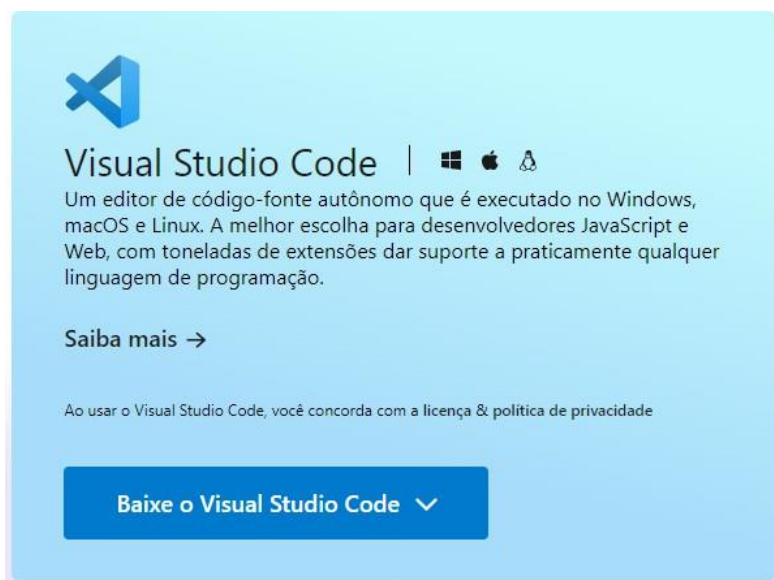 Visual Studio Code
Um editor de código-fonte autônomo que é executado no Windows,
macOS e Linux. A melhor escolha para desenvolvedores JavaScript e
Web, com toneladas de extensões dar suporte a praticamente qualquer
linguagem de programação.
Saiba mais →
Ao usar o Visual Studio Code, você concorda com a licença & política de privacidade
Baixe o Visual Studio Code